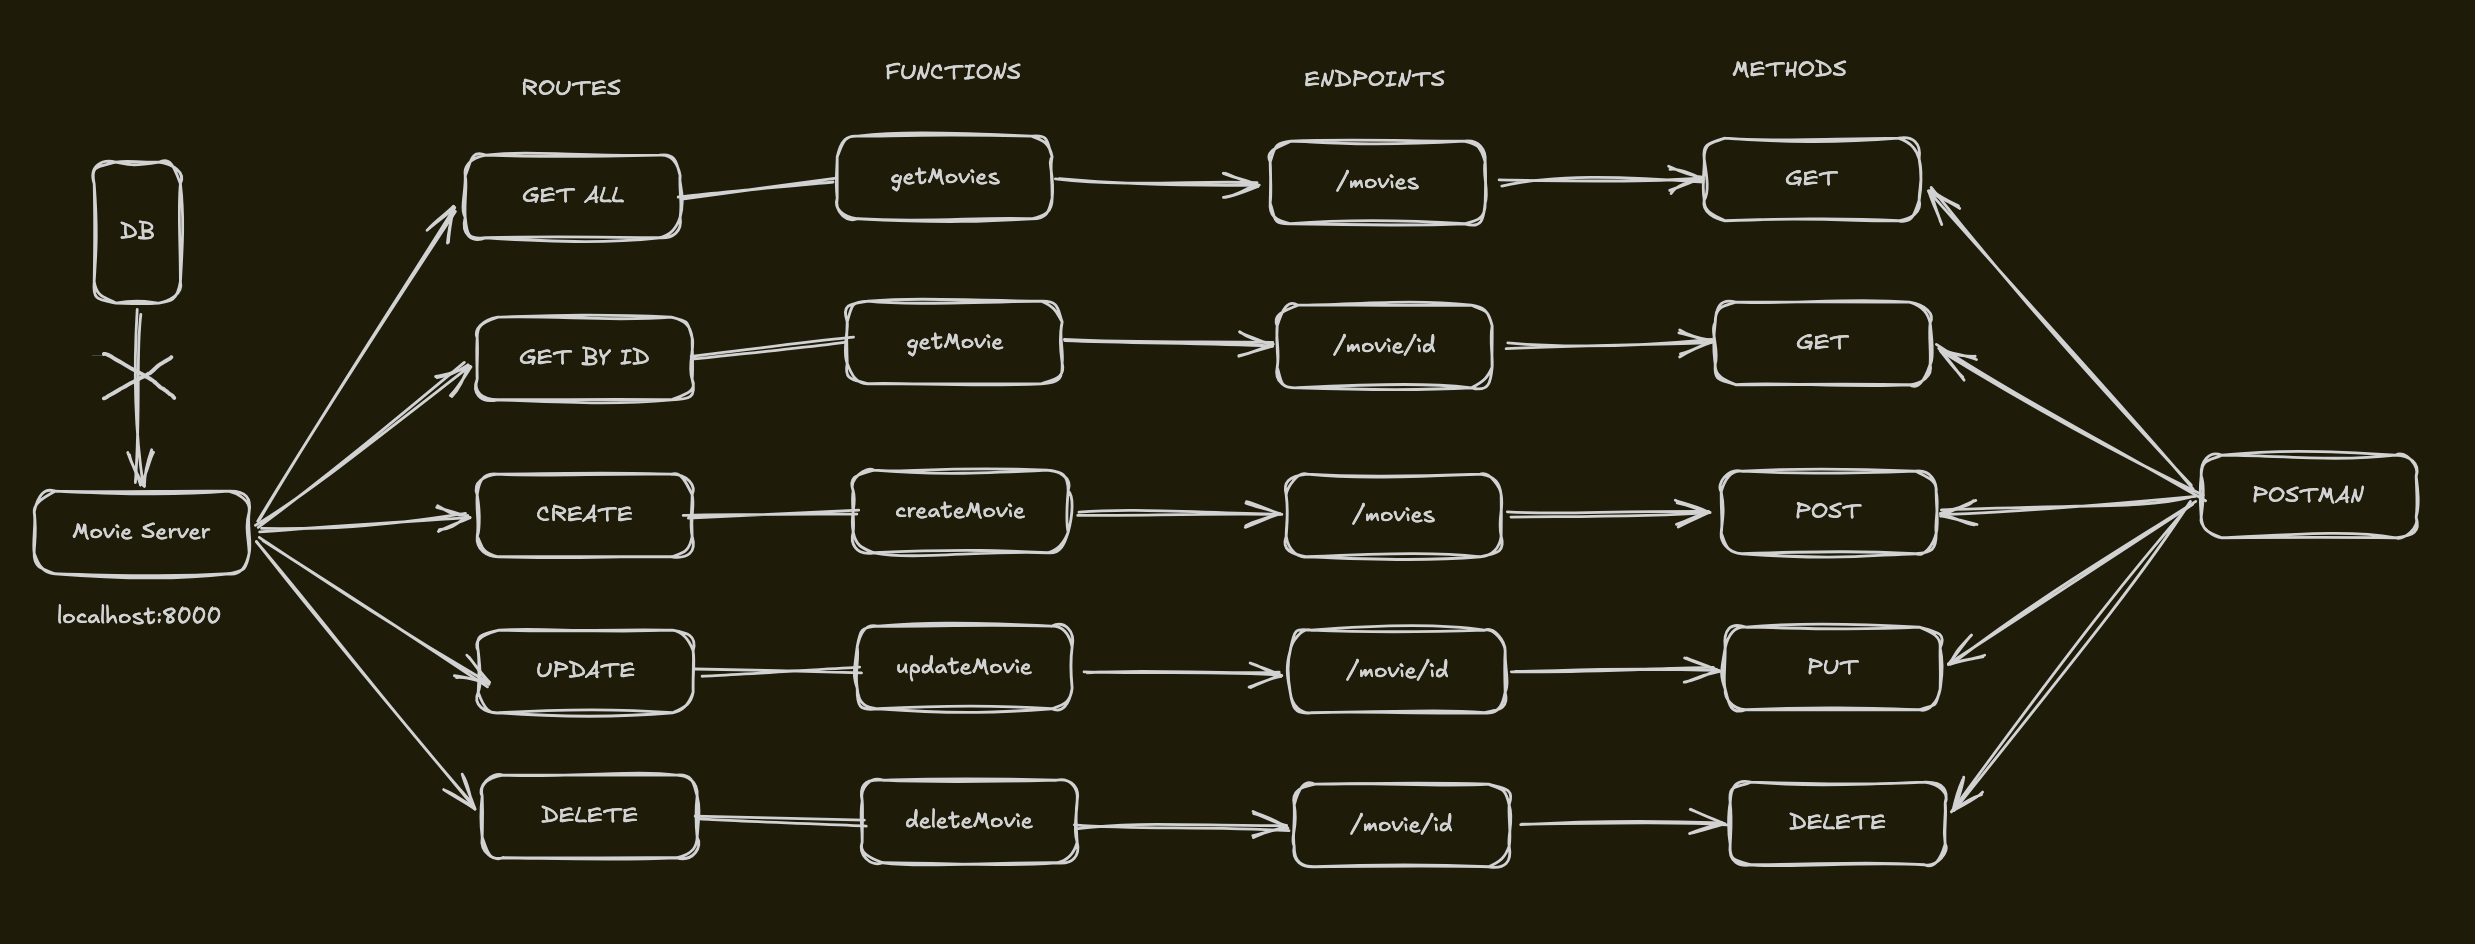 ROUTES
FUNCTIONS
ENDPOINTS
METHODS
DB
GET ALL
getMovies
/movies
GET
GET BY ID
getMovie
/movie/id
GET
Movie Server
localhost:8000
CREATE
createMovie
/movies
POST
POSTMAN
UPDATE
updateMovie
/movie/id
PUT
DELETE
deleteMovie
/movie/id
DELETE